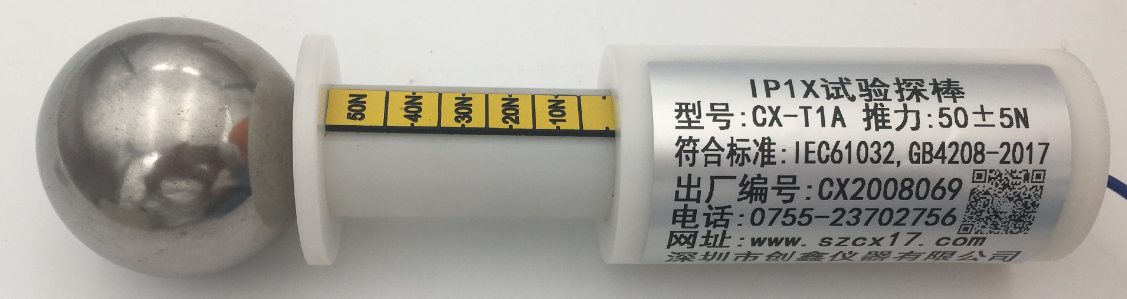 50N 40N 30N 20N 10N
IP1X试验探棒
型号:CX-T1A 推力:50±5N
符合标准:IEC61032,GB4208-2017
出厂编号:CX2008069
电话:0755-23702756
网址:www.szcx17.com
深圳市创鑫仪器有限公司